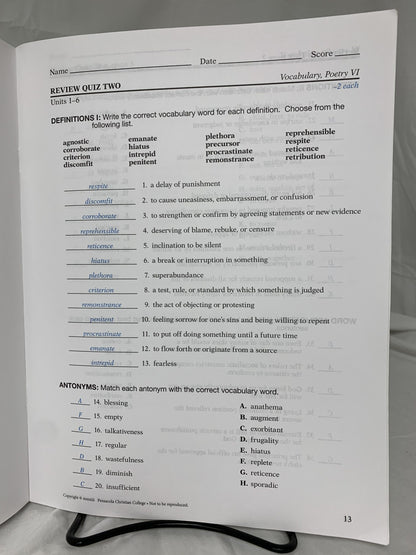 Name Date Score
REVIEW QUIZ TWO Vocabulary, Poetry VI
Units 1–6 –2 each
DEFINITIONS I: Write the correct vocabulary word for each definition. Choose from the
following list.
agnostic emanate plethora reprehensible
corroborate hiatus precursor respite
criterion intrepid procrastinate reticence
discomfit penitent remonstrance retribution
respite 1. a delay of punishment
discomfit 2. to cause uneasiness, embarrassment, or confusion
corroborate 3. to strengthen or confirm by agreeing statements or new evidence
reprehensible 4. deserving of blame, rebuke, or censure
reticence 5. inclination to be silent
hiatus 6. a break or interruption in something
plethora 7. superabundance
criterion 8. a test, rule, or standard by which something is judged
remonstrance 9. the act of objecting or protesting
penitent 10. feeling sorrow for one's sins and being willing to repent
procrastinate 11. to put off doing something until a future time
emanate 12. to flow forth or originate from a source
intrepid 13. fearless
ANTONYMS: Match each antonym with the correct vocabulary word.
A 14. blessing A. anathema
F 15. empty B. augment
G 16. talkativeness C. exorbitant
H 17. regular D. frugality
D 18. wastefulness E. hiatus
B 19. diminish F. replete
C 20. insufficient G. reticence
H. sporadic
Pensacola Christian College • Not to be reproduced.
13